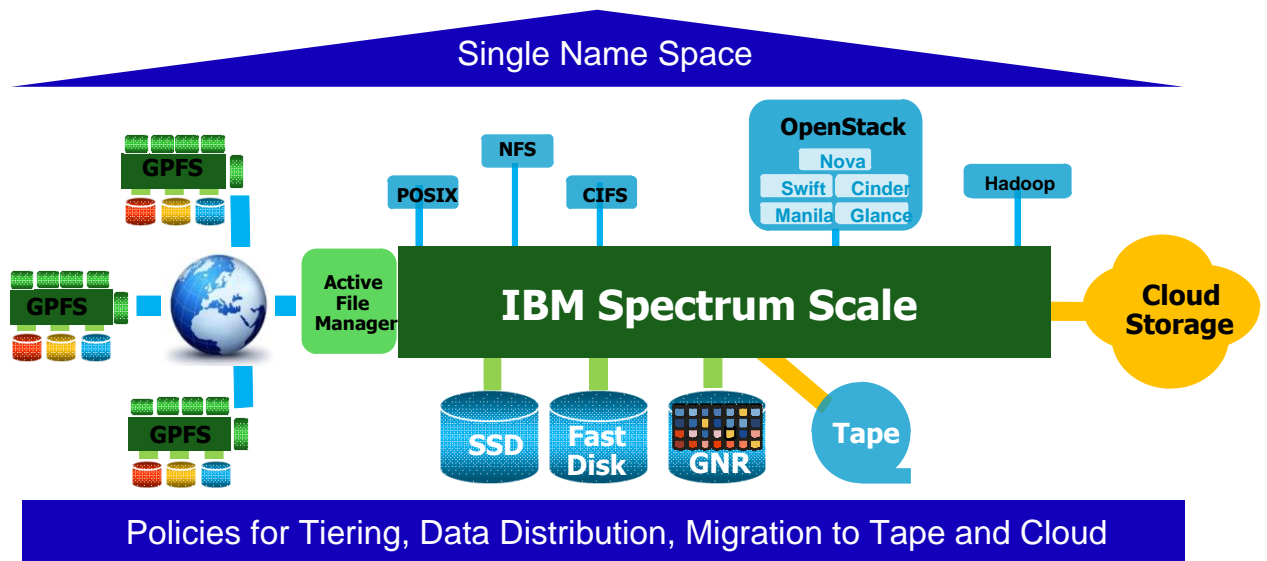 Single Name Space
OpenStack
Nova
Swift Cinder
Manila Glance
NFS
POSIX
CIFS
Hadoop
GPFS
GPFS
GPFS
Active
File
Manager
IBM Spectrum Scale
Cloud
Storage
SSD
Fast
Disk
GNR
Tape
Policies for Tiering, Data Distribution, Migration to Tape and Cloud